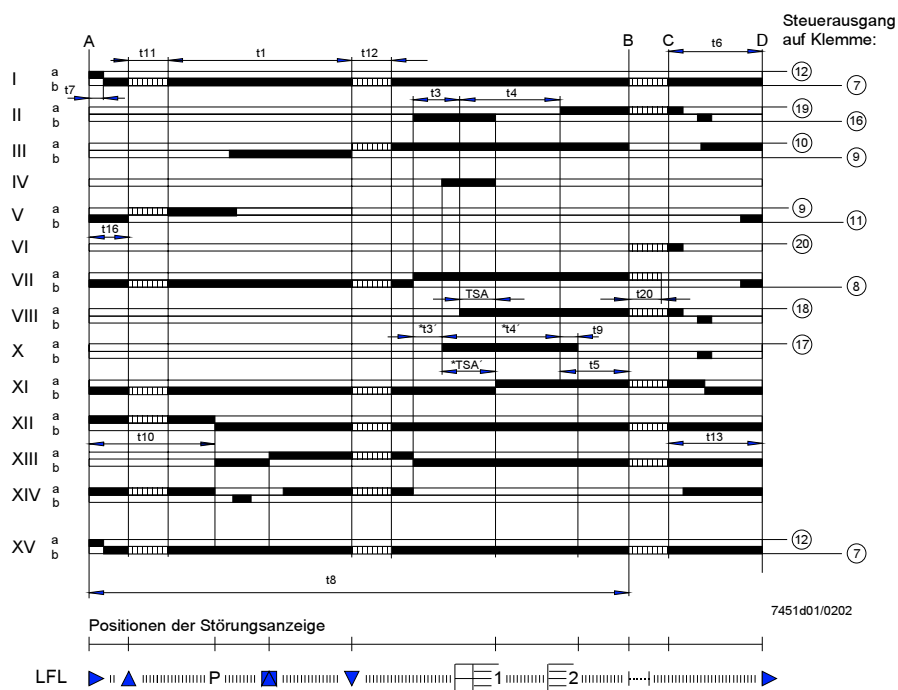 Steuerausgang
auf Klemme:
A t11 t1 t12 B C t6 D
I a b 12 7
t7
t3 t4
II a b 19 16
III a b 10 9
IV
V a b 9 11
t16
VI 20
VII a b 8
TSA t20
VIII a b 18
*t3´ *t4´ t9
X a b 17
*TSA´ t5
XI a b
XII a b
t10 t13
XIII a b
XIV a b
XV a b 12 7
t8
7451d01/0202
Positionen der Störungsanzeige
LFL P 1 2